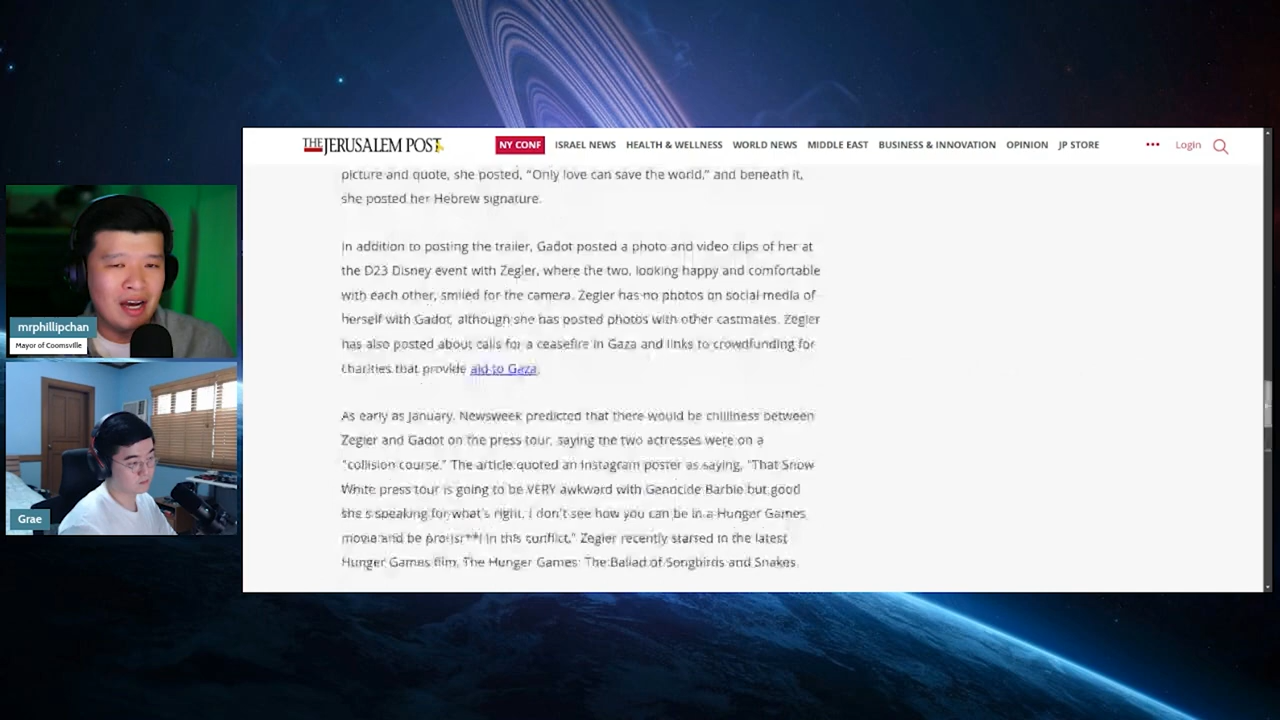 THE JERUSALEM POST
NY CONF ISRAEL NEWS HEALTH & WELLNESS WORLD NEWS MIDDLE EAST BUSINESS & INNOVATION OPINION JP STORE ••• Login
picture and quote, she posted, “Only love can save the world,” and beneath it,
she posted her Hebrew signature.
In addition to posting the trailer, Gadot posted a photo and video clips of her at
the D23 Disney event with Zegler, where the two, looking happy and comfortable
with each other, smiled for the camera. Zegler has no photos on social media of
herself with Gadot, although she has posted photos with other castmates. Zegler
has also posted about calls for a ceasefire in Gaza and links to crowdfunding for
charities that provide aid to Gaza.
As early as January, Newsweek predicted that there would be chilliness between
Zegler and Gadot on the press tour, saying the two actresses were on a
“collision course.” The article quoted an Instagram poster as saying, “That Snow
White press tour is going to be VERY awkward with Genocide Barbie but good
she's speaking for what's right. I don't see how you can be in a Hunger Games
movie and be pro-Isr**l in this conflict.” Zegler recently starred in the latest
Hunger Games film, The Hunger Games: The Ballad of Songbirds and Snakes.
mrphillipchan
Mayor of Coomsville
Grae